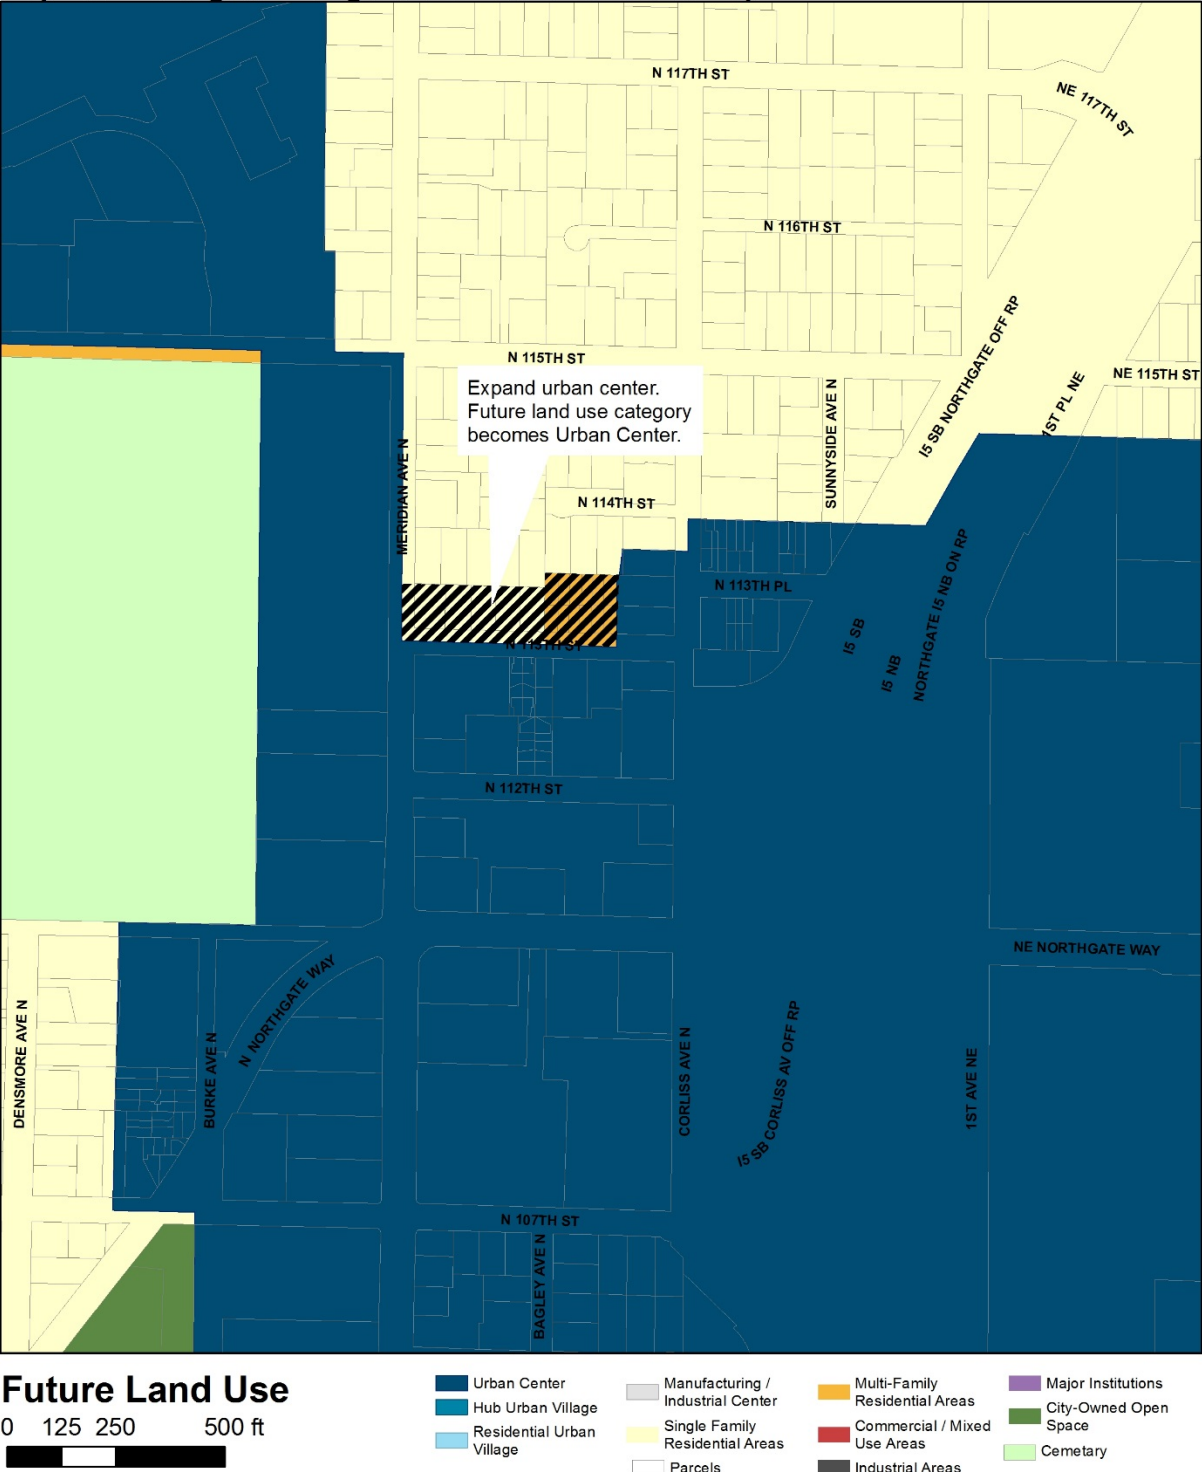 N 117TH ST
NE 117TH ST
N 116TH ST
I5 SB NORTHGATE OFF RP
N 115TH ST
NE 115TH ST
1ST PL NE
Expand urban center.
Future land use category
becomes Urban Center.
SUNNYSIDE AVE N
MERIDIAN AVE N
N 114TH ST
N 113TH PL
NORTHGATE I5 NB ON RP
I5 SB
I5 NB
N 113TH ST
N 112TH ST
NE NORTHGATE WAY
N NORTHGATE WAY
DENSMORE AVE N
BURKE AVE N
CORLISS AVE N
I5 SB CORLISS AV OFF RP
1ST AVE NE
N 107TH ST
BAGLEY AVE N
Future Land Use
0 125 250 500 ft
Urban Center
Hub Urban Village
Residential Urban
Village
Manufacturing /
Industrial Center
Single Family
Residential Areas
Parcels
Multi-Family
Residential Areas
Commercial / Mixed
Use Areas
Industrial Areas
Major Institutions
City-Owned Open
Space
Cemetary